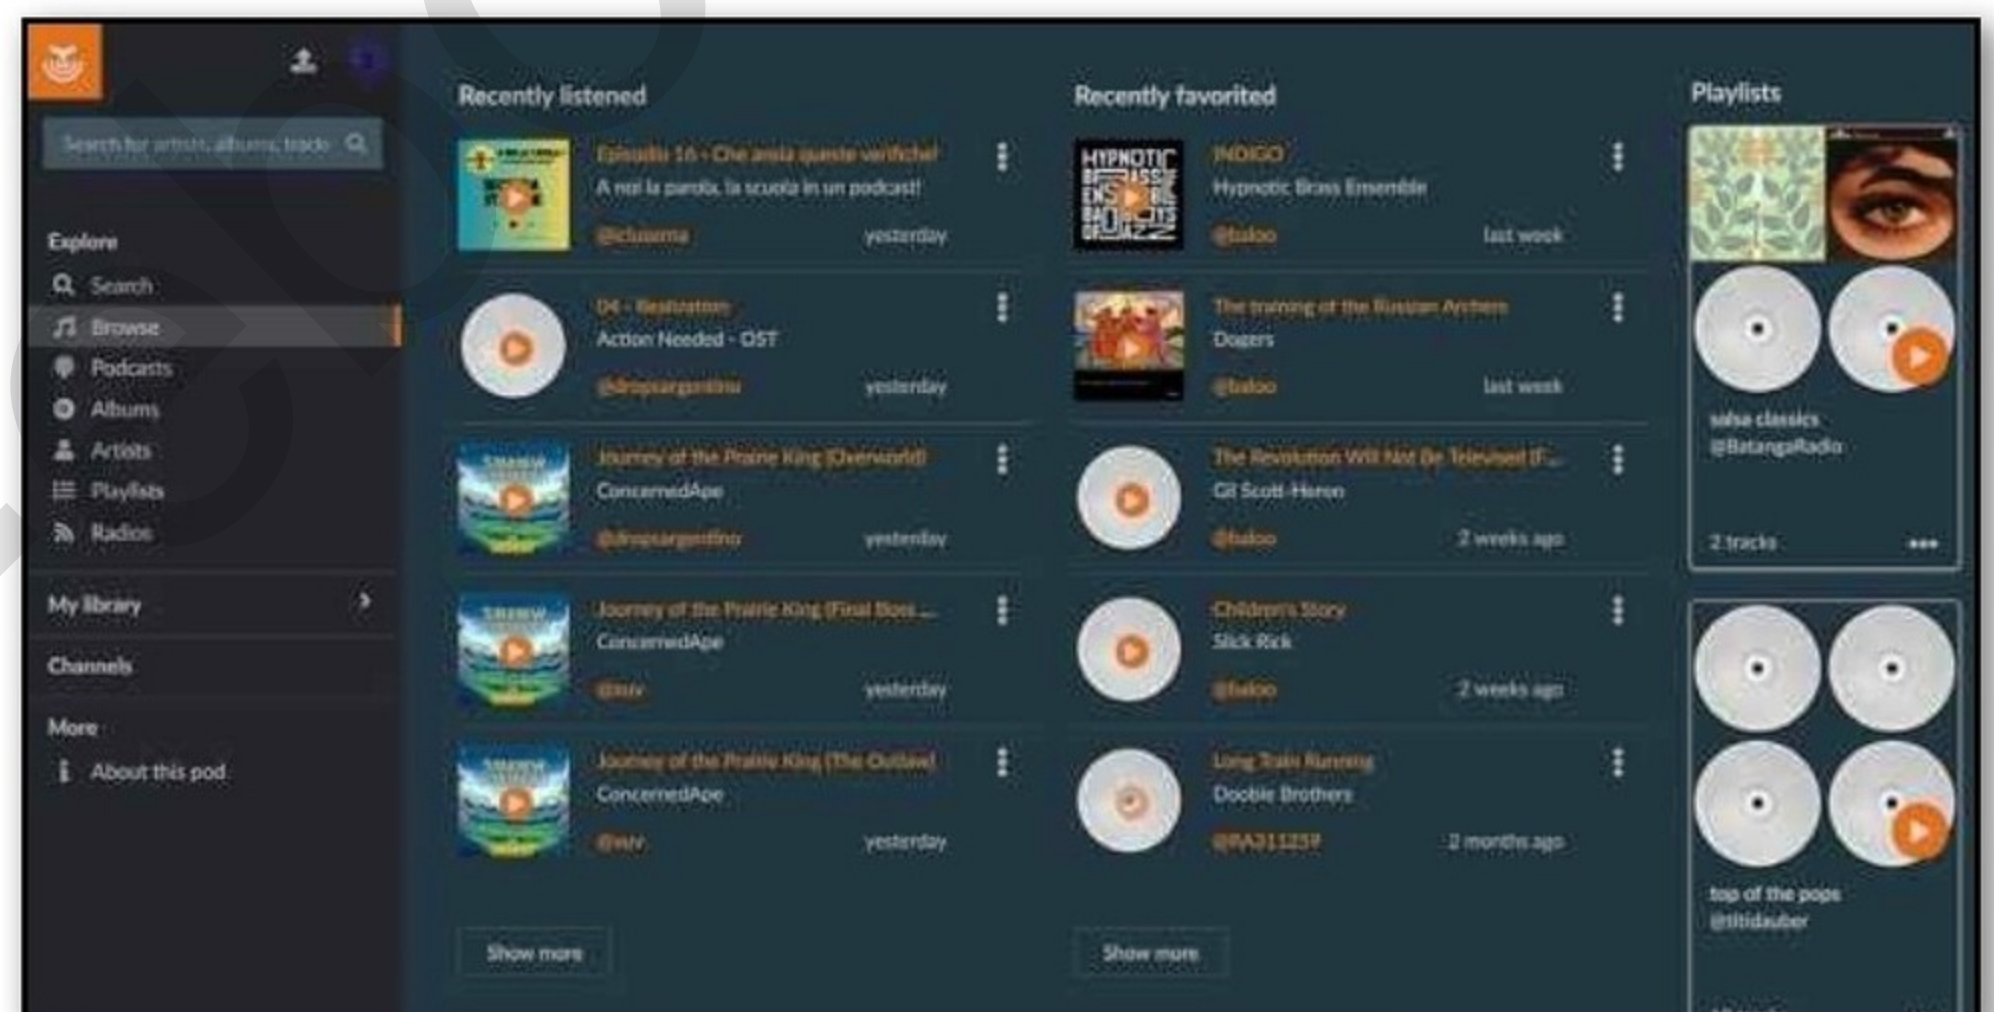 Search for artists, albums, tracks
Explore
Search
Browse
Podcasts
Albums
Artists
Playlists
Radios
My library
Channels
More
About this pod
Recently listened
Episodio 16 - Che ansia queste verifiche!
A noi la parola, la scuola in un podcast!
yesterday
04 - Realization
Action Needed - OST
@dropsargentina
yesterday
Journey of the Prairie King (Overworld)
ConcernedApe
@dropsargentina
yesterday
Journey of the Prairie King (Final Boss ...
ConcernedApe
yesterday
Journey of the Prairie King (The Outlaw)
ConcernedApe
yesterday
Show more
Recently favorited
HYPNOTIC
INDIGO
Hypnotic Brass Ensemble
@baloo
last week
The training of the Russian Archers
Dogers
@baloo
last week
The Revolution Will Not Be Televised (F...
Gil Scott-Heron
@baloo
2 weeks ago
Children's Story
Slick Rick
@baloo
2 weeks ago
Long Train Running
Doobie Brothers
@RA311259
2 months ago
Show more
Playlists
salsa classics
@BatangaRadio
2 tracks
top of the pops
@titidauber